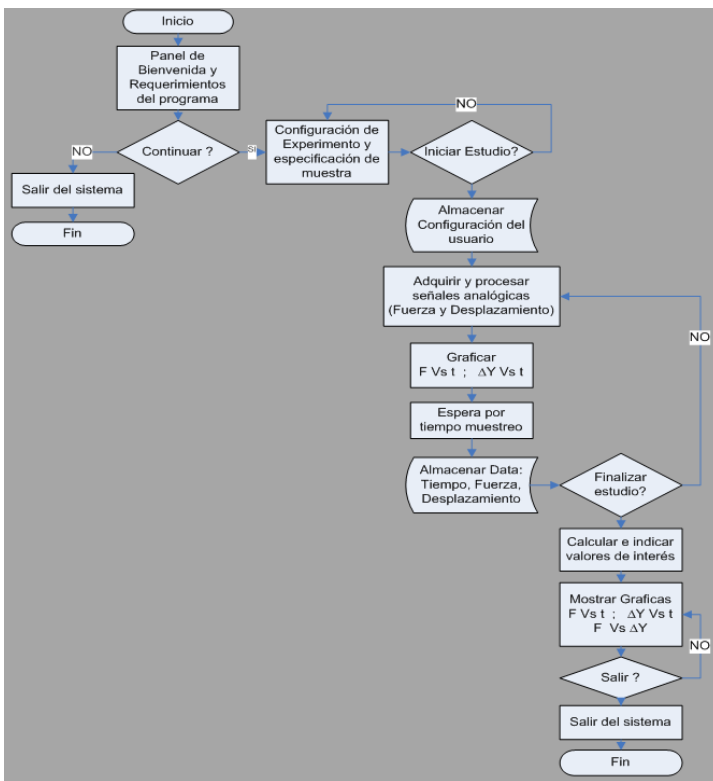 Inicio
Panel de
Bienvenida y
Requerimientos
del programa
Continuar ?
NO
SI
Salir del sistema
Fin
Configuración de
Experimento y
especificación de
muestra
Iniciar Estudio?
NO
Almacenar
Configuración del
usuario
Adquirir y procesar
señales analógicas
(Fuerza y Desplazamiento)
Graficar
F Vs t ; ΔY Vs t
Espera por
tiempo muestreo
Almacenar Data:
Tiempo, Fuerza,
Desplazamiento
Finalizar
estudio?
NO
Calcular e indicar
valores de interés
Mostrar Graficas
F Vs t ; ΔY Vs t
F Vs ΔY
Salir ?
NO
Salir del sistema
Fin